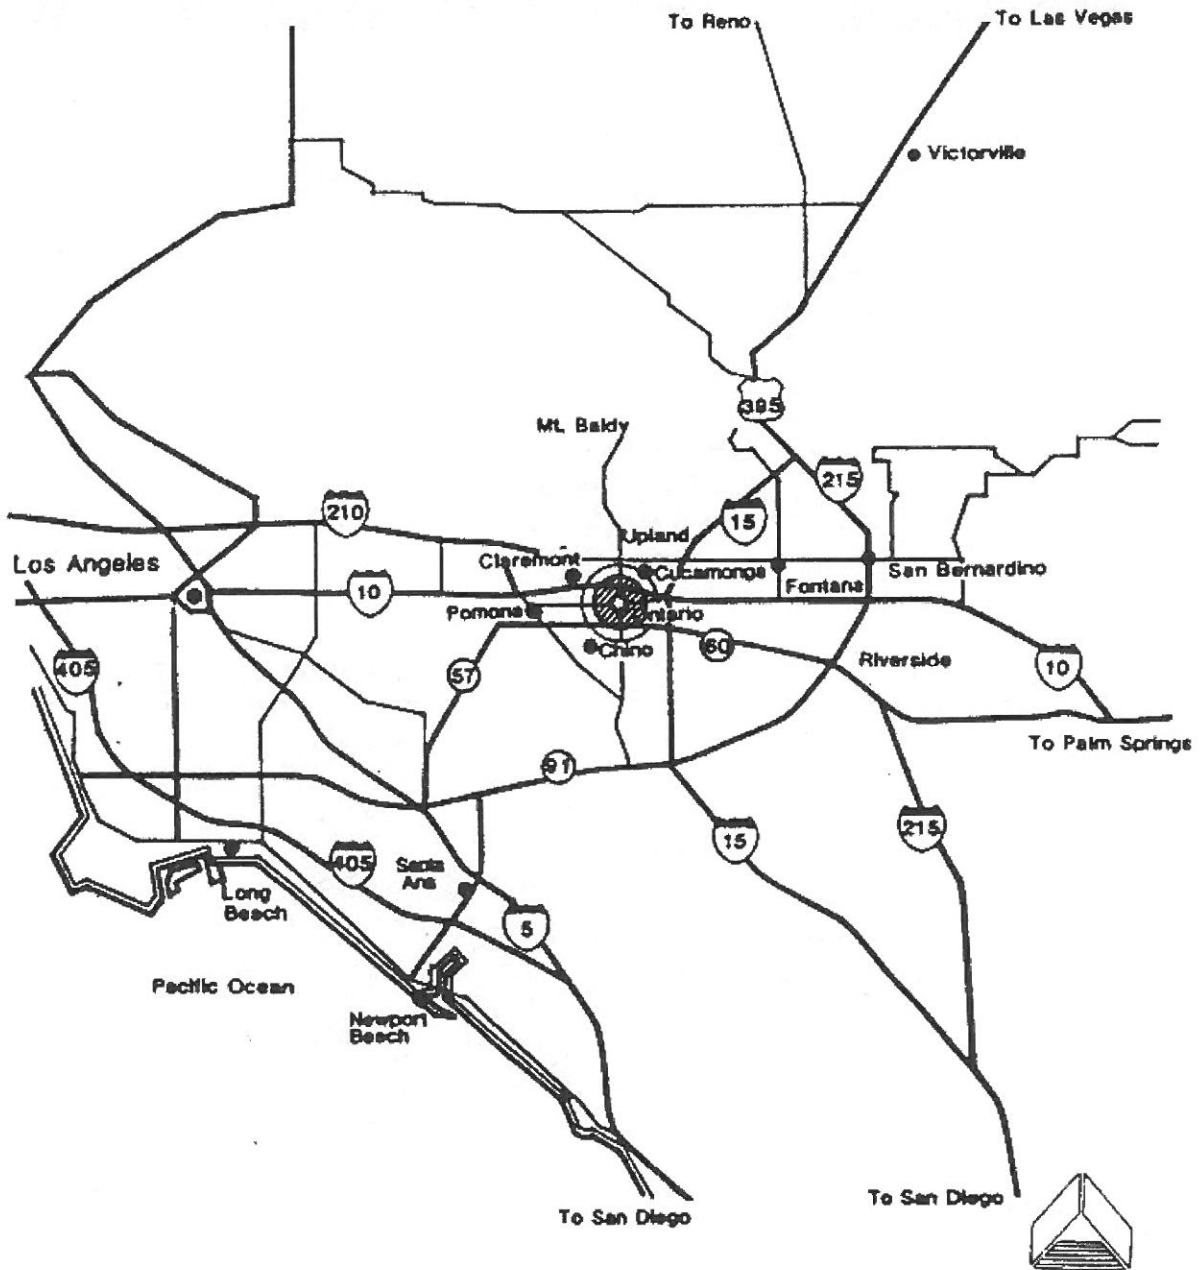 To Reno
To Las Vegas
Victorville
395
Mt. Baldy
215
210
15
Upland
Los Angeles
Claremont
Cucamonga
San Bernardino
10
Fontana
Pomona
Ontario
Chino
60
405
57
Riverside
10
To Palm Springs
91
15
215
405
Santa
Ana
Long
Beach
5
Pacific Ocean
Newport
Beach
To San Diego
To San Diego